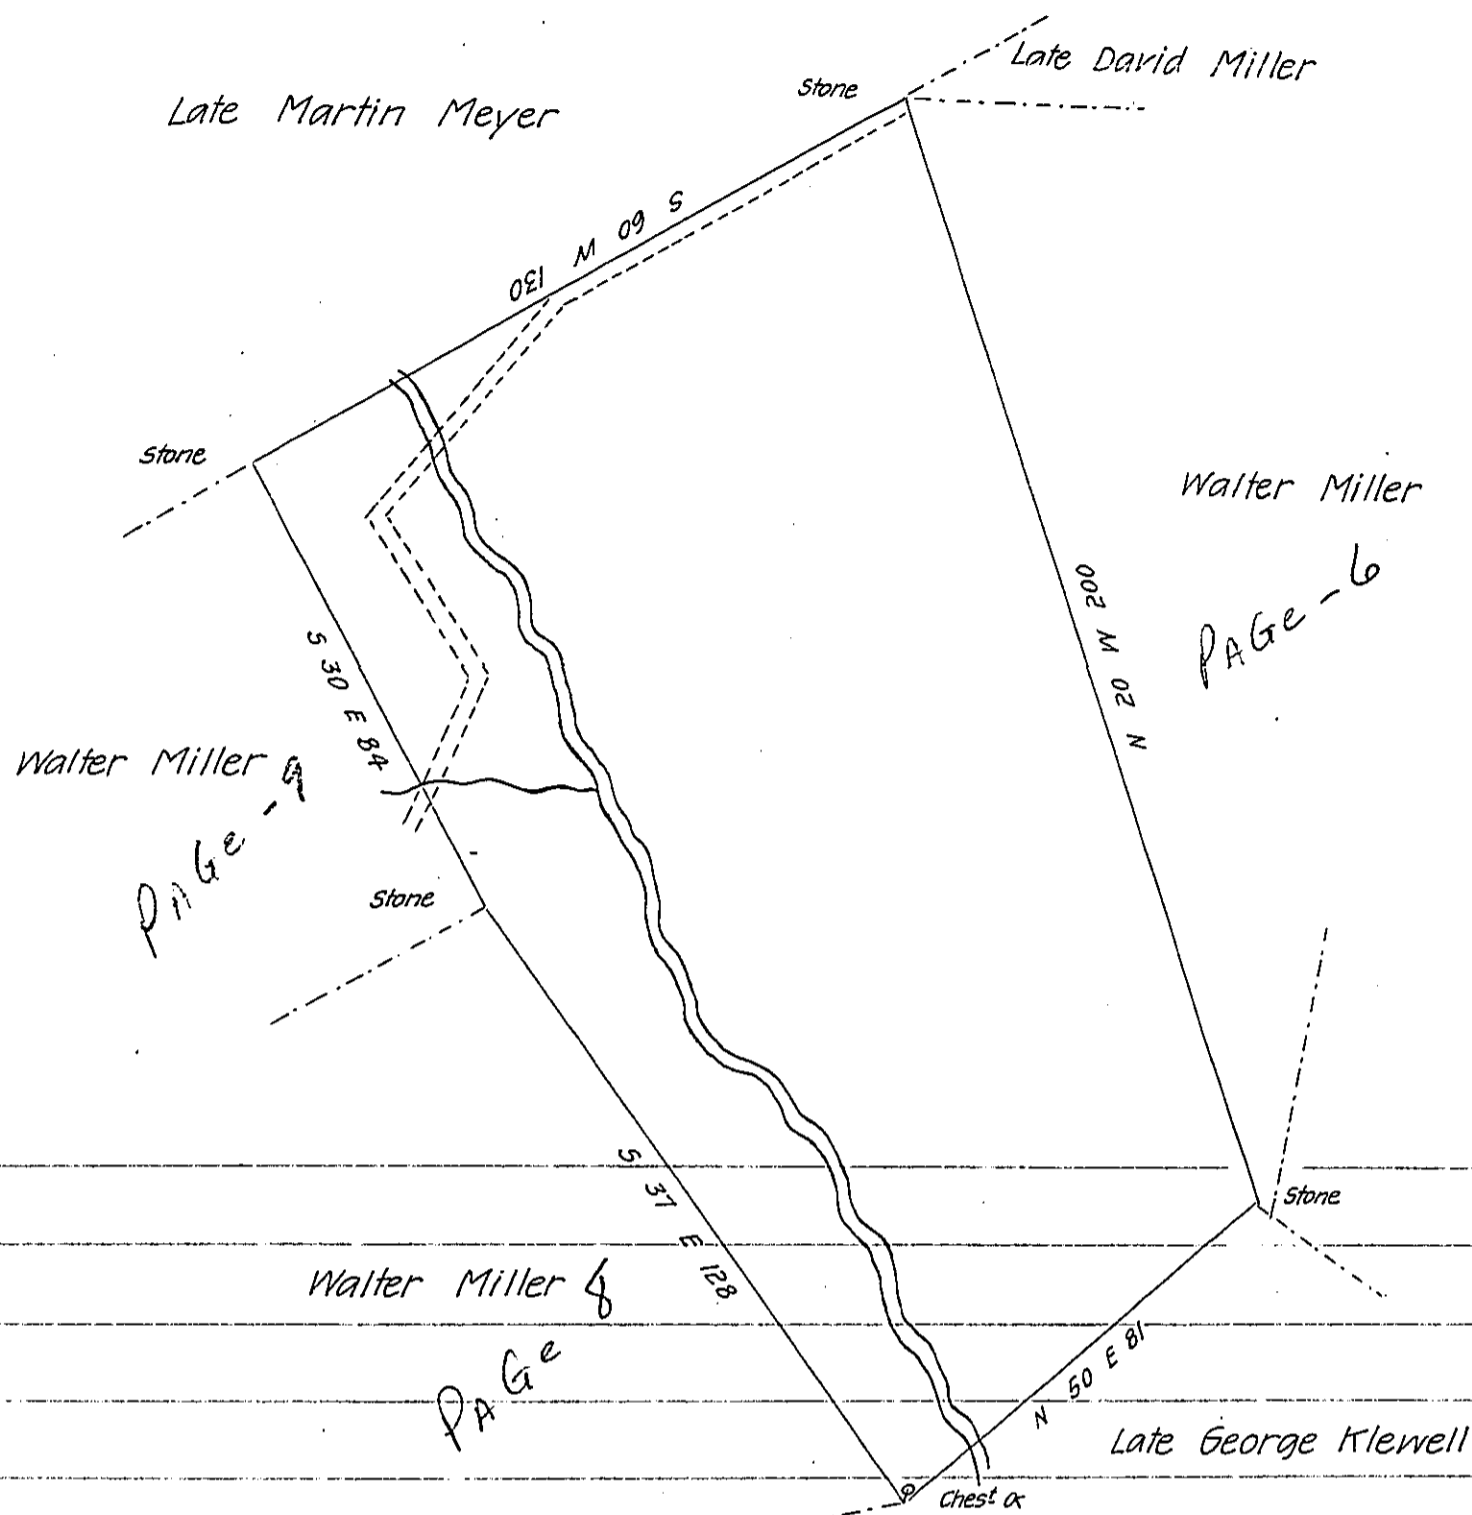 Late David Miller
Stone
Late Martin Meyer
S 60 W 130
Stone
Walter Miller
PAGe - 6
N 20 W 200
S 30 E 84
Walter Miller 9
PAGe -
Stone
Stone
S 37 E 128
Walter Miller 8
PAGe
N 50 E 81
Late George Klewell
Chest